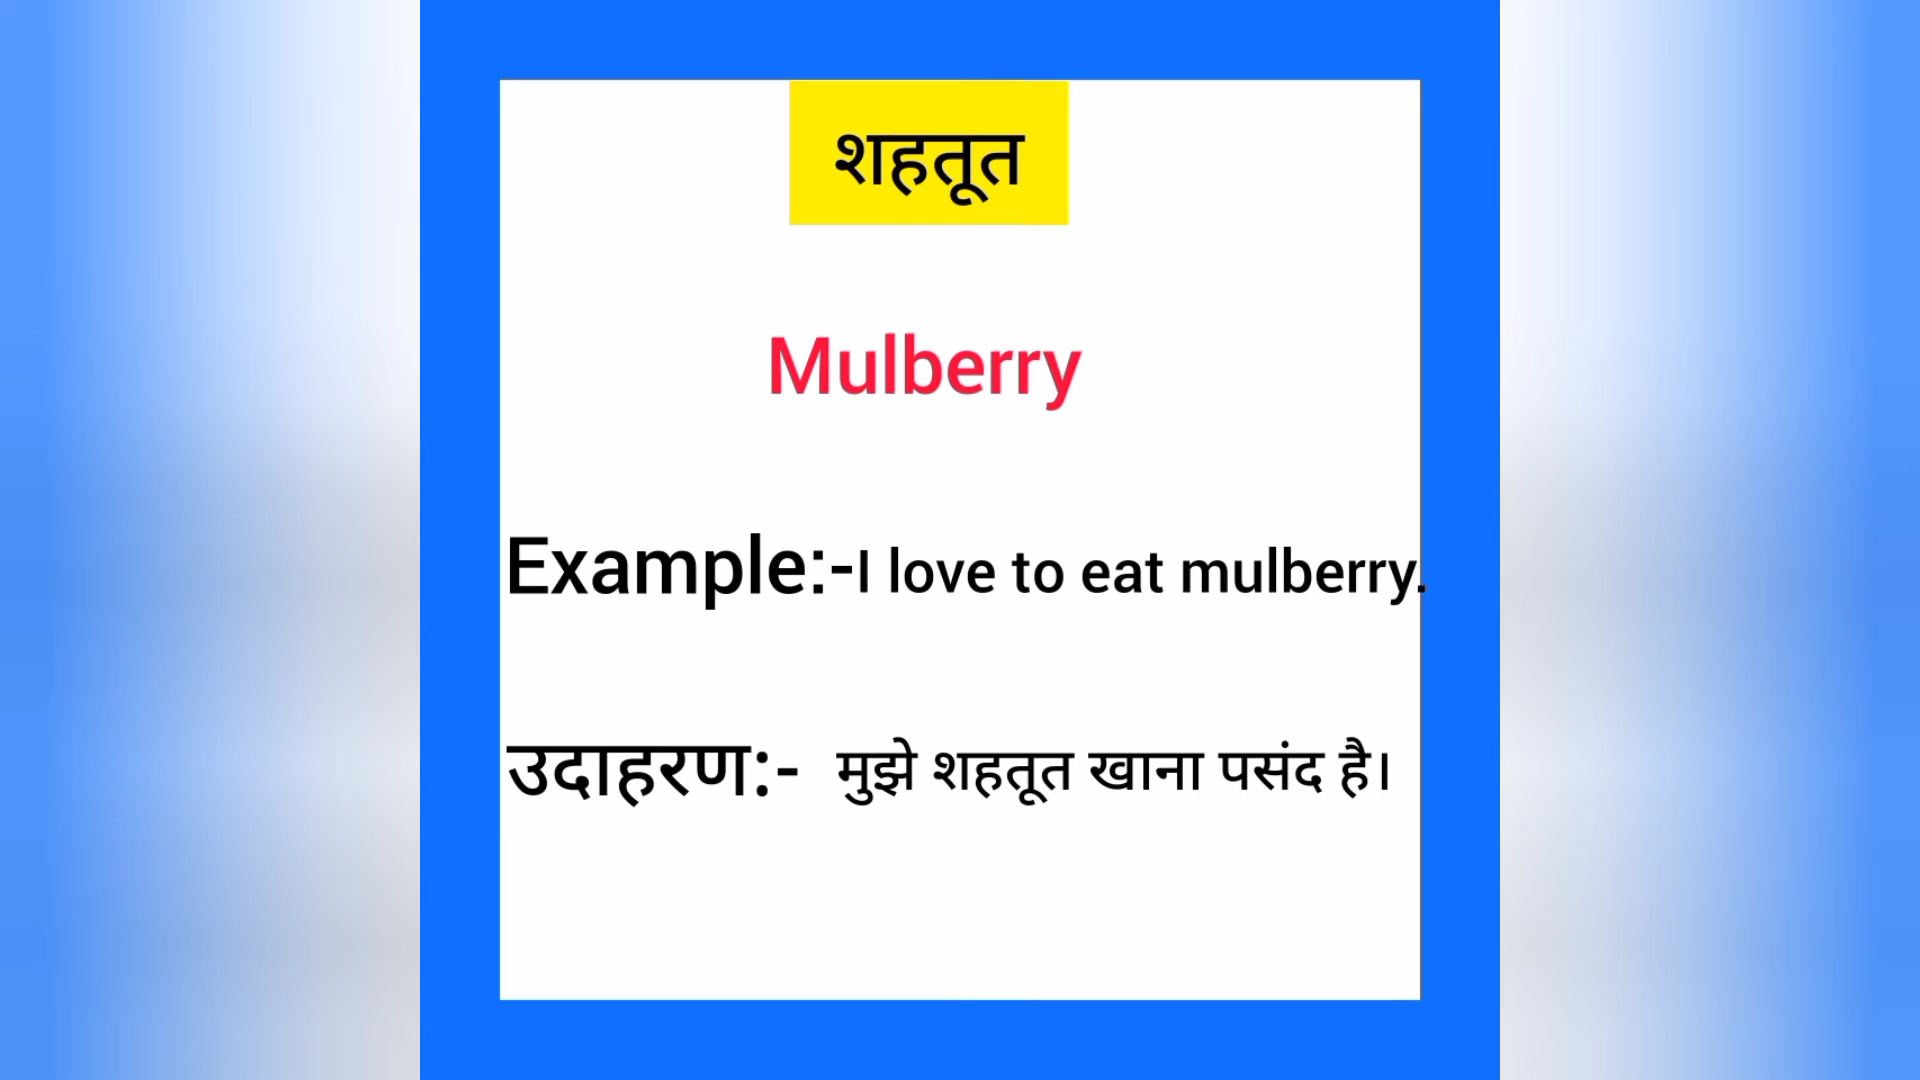 शहतूत
Mulberry
Example:-I love to eat mulberry.
उदाहरण:- मुझे शहतूत खाना पसंद है।